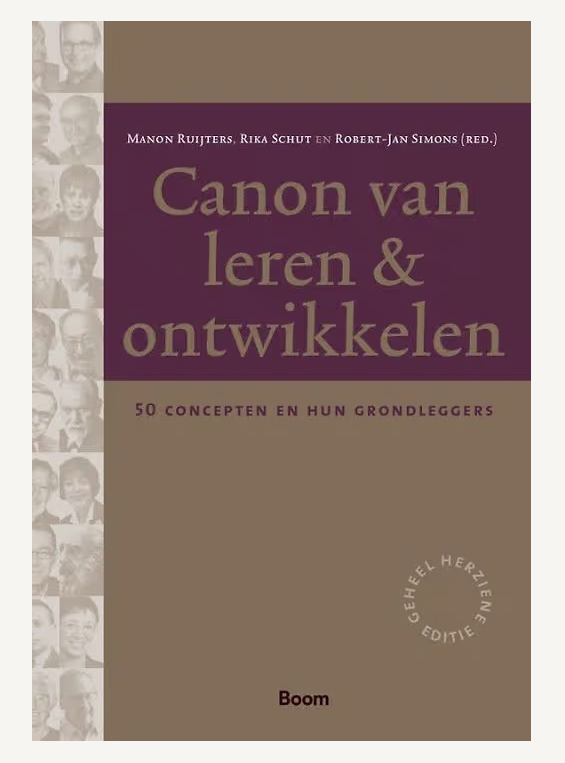 Manon Ruijters, Rika Schut en Robert-Jan Simons (red.)
Canon van
leren &
ontwikkelen
50 concepten en hun grondleggers
GEHEEL HERZIENE
EDITIE
Boom